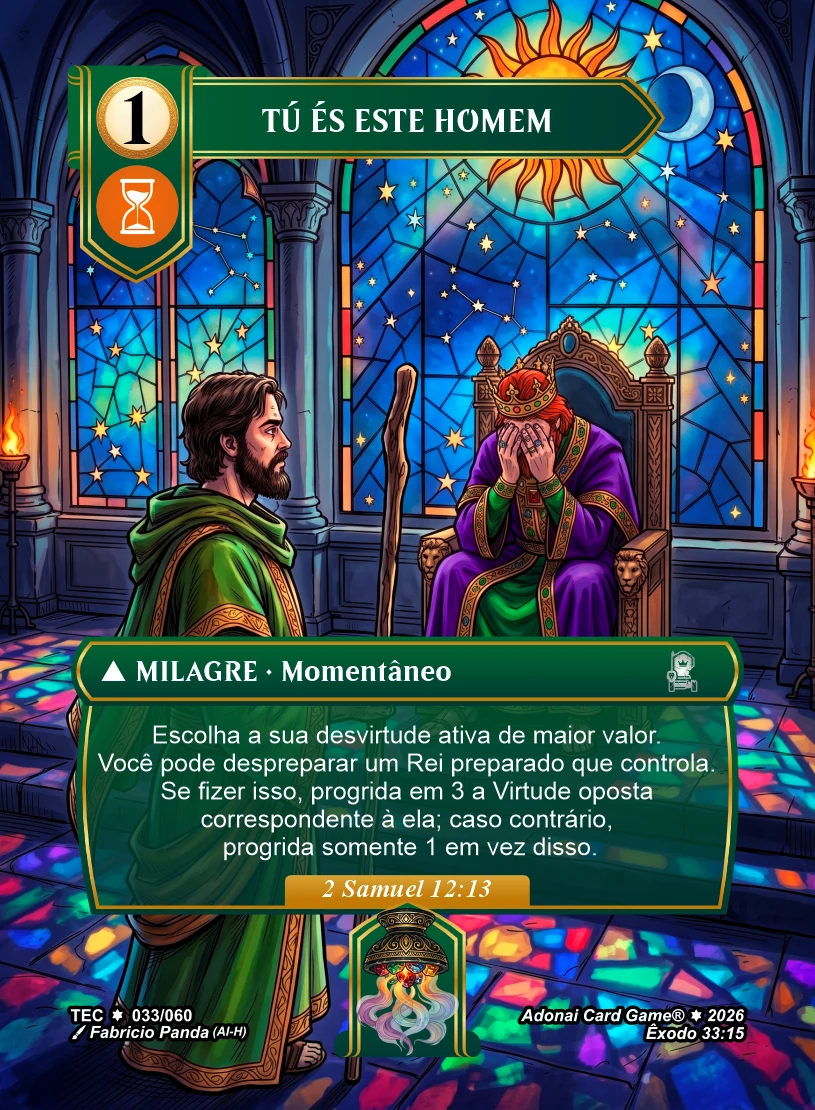 1
TÚ ÉS ESTE HOMEM
MILAGRE · Momentâneo
Escolha a sua desvirtude ativa de maior valor.
Você pode despreparar um Rei preparado que controla.
Se fizer isso, progrida em 3 a Virtude oposta
correspondente à ela; caso contrário,
progrida somente 1 em vez disso.
2 Samuel 12:13
TEC ✶ 033/060
Fabricio Panda (AI-H)
Adonai Card Game® ✶ 2026
Êxodo 33:15